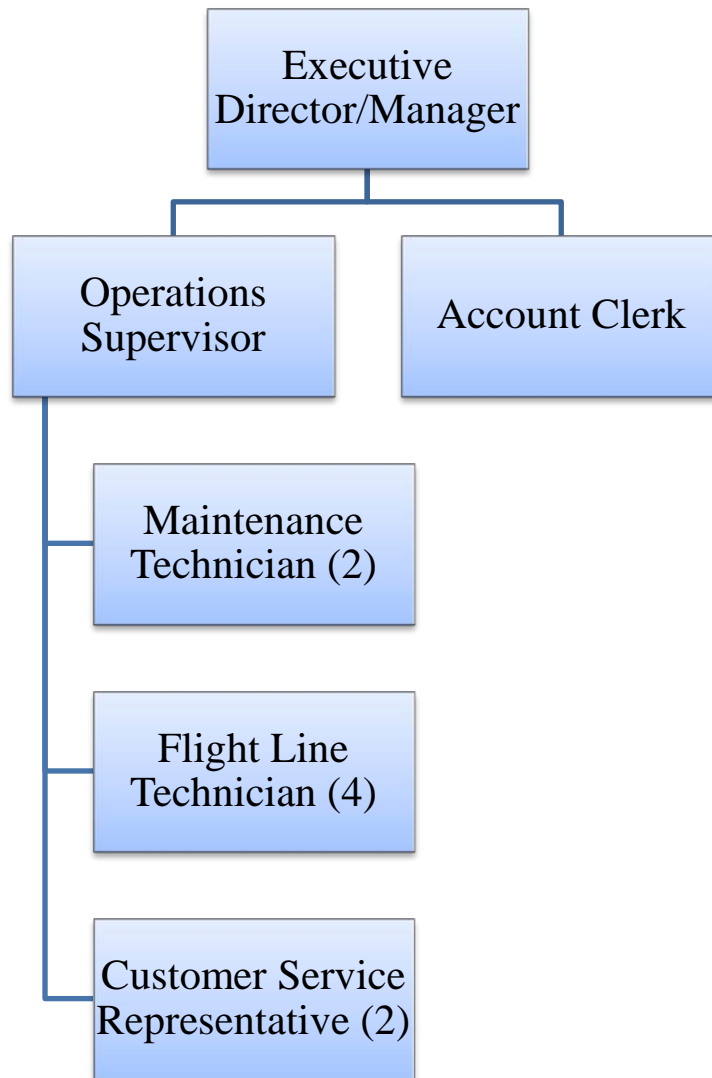 Executive
Director/Manager
Operations
Supervisor
Account Clerk
Maintenance
Technician (2)
Flight Line
Technician (4)
Customer Service
Representative (2)